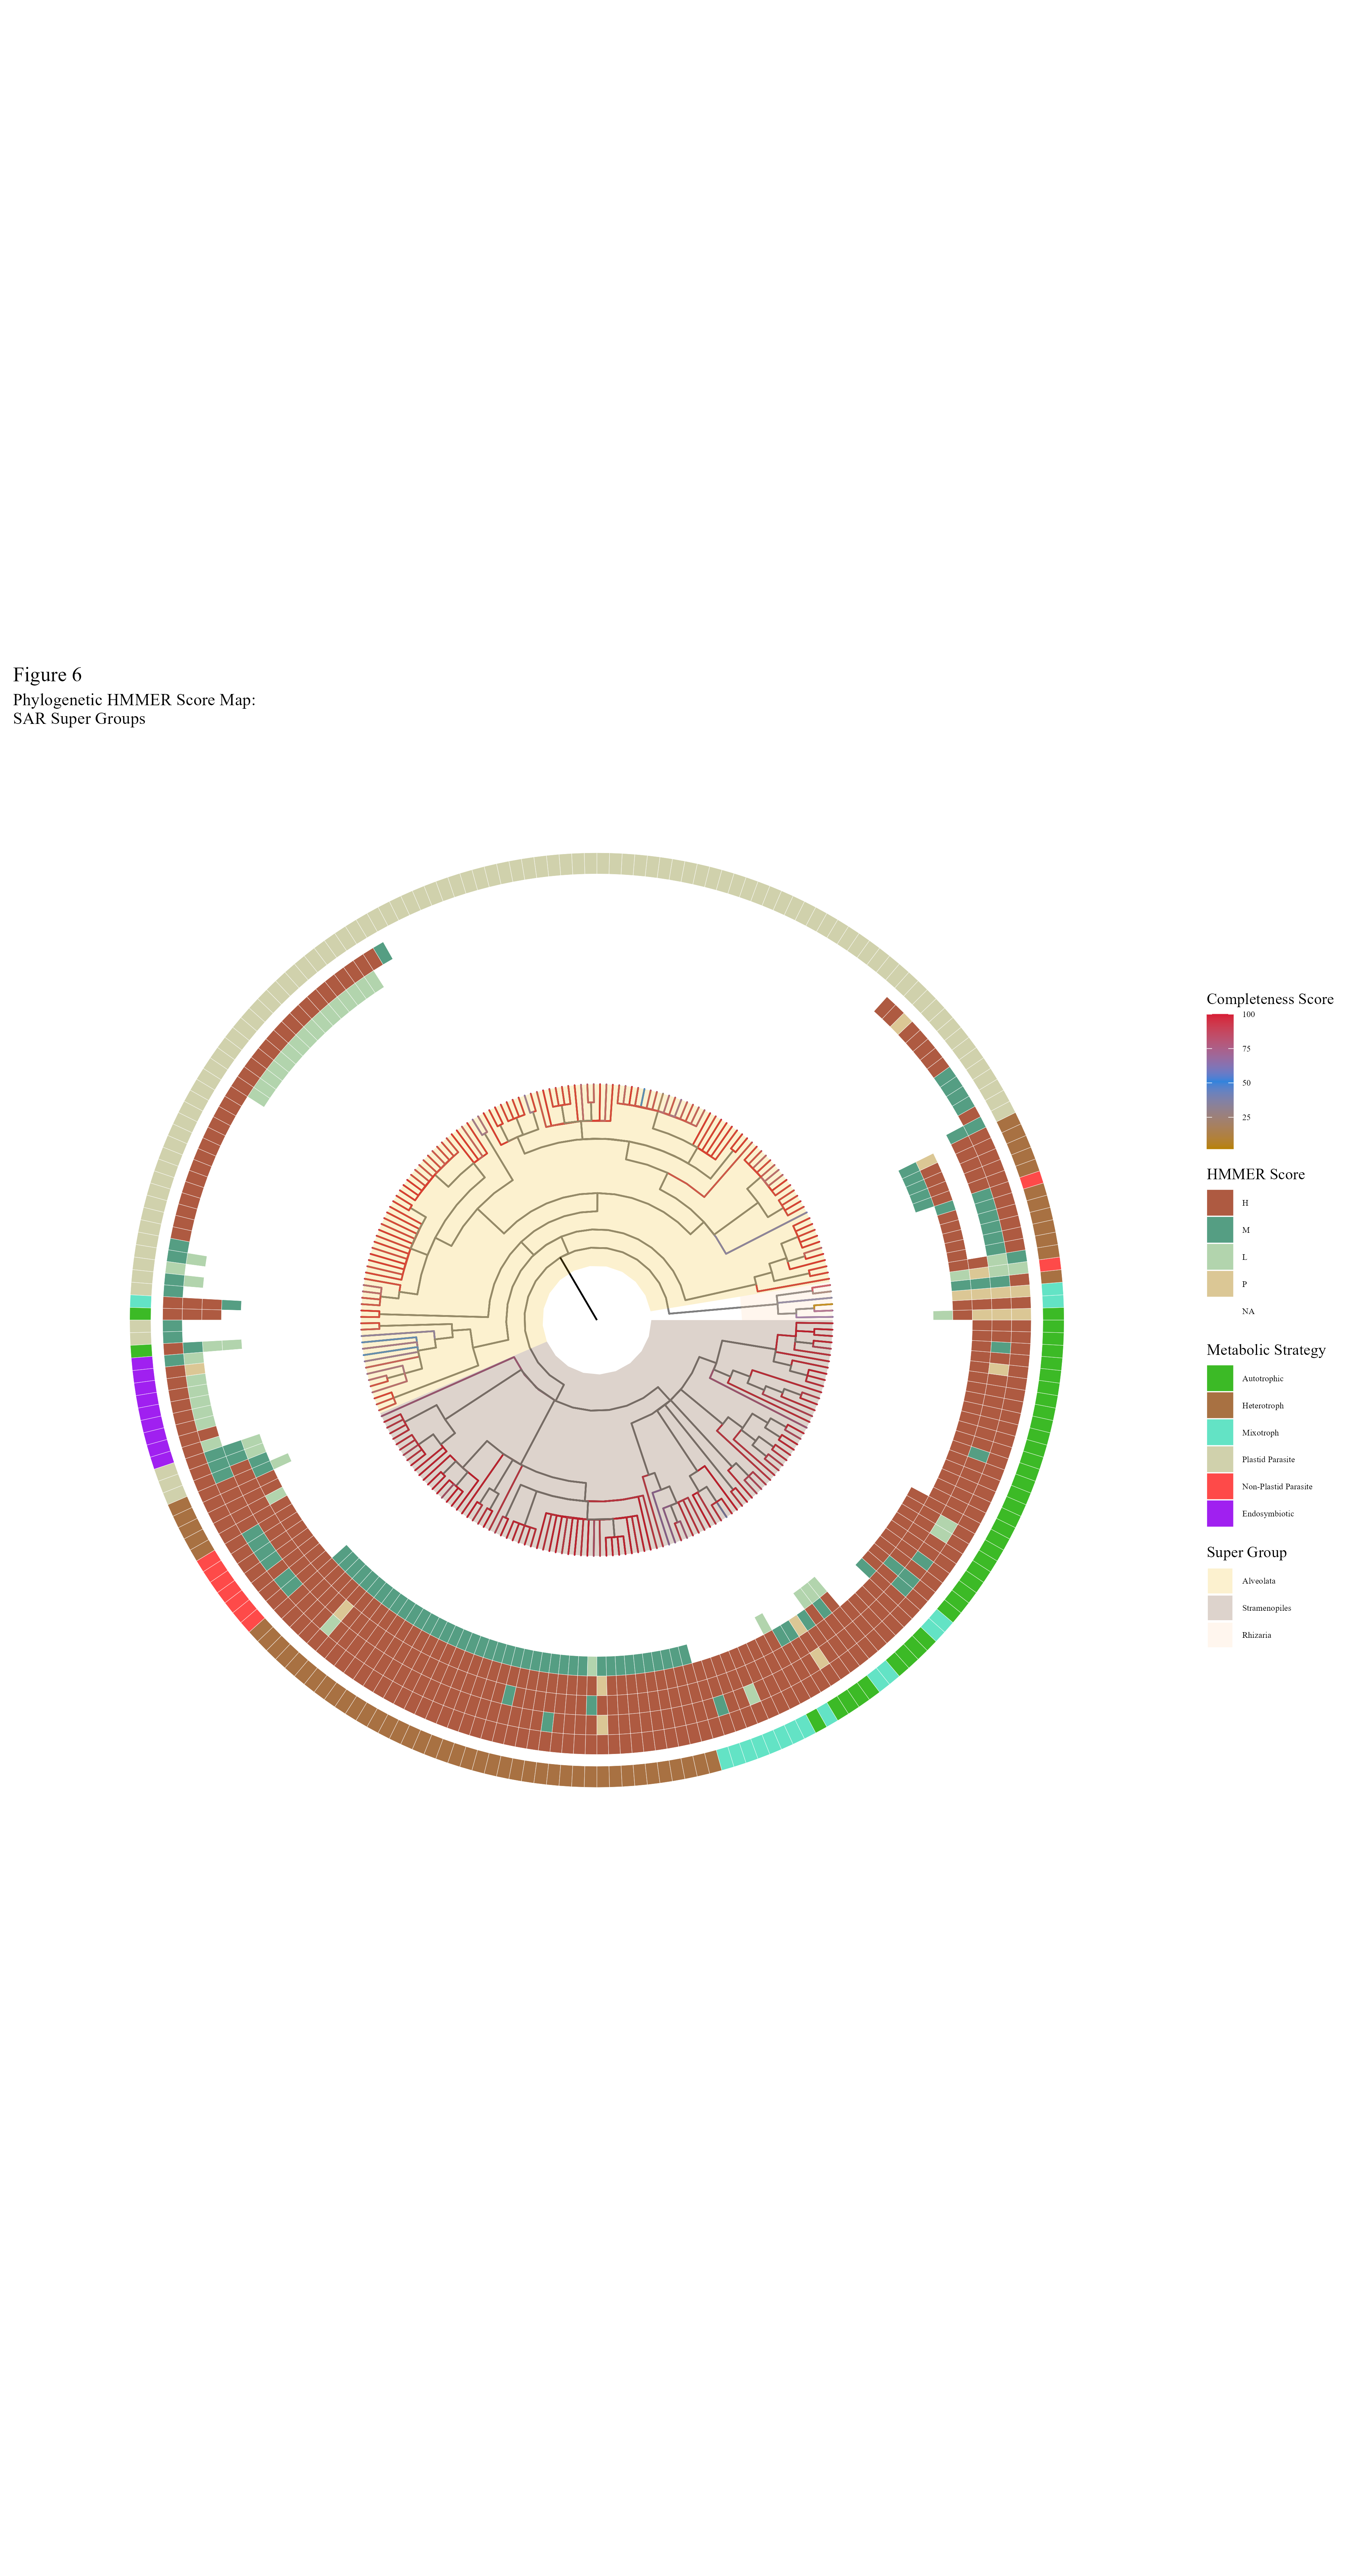 Figure 6
Phylogenetic HMMER Score Map:
SAR Super Groups
Completeness Score
100
75
50
25
HMMER Score
H
M
L
P
NA
Metabolic Strategy
Autotrophic
Heterotroph
Mixotroph
Plastid Parasite
Non-Plastid Parasite
Endosymbiotic
Super Group
Alveolata
Stramenopiles
Rhizaria